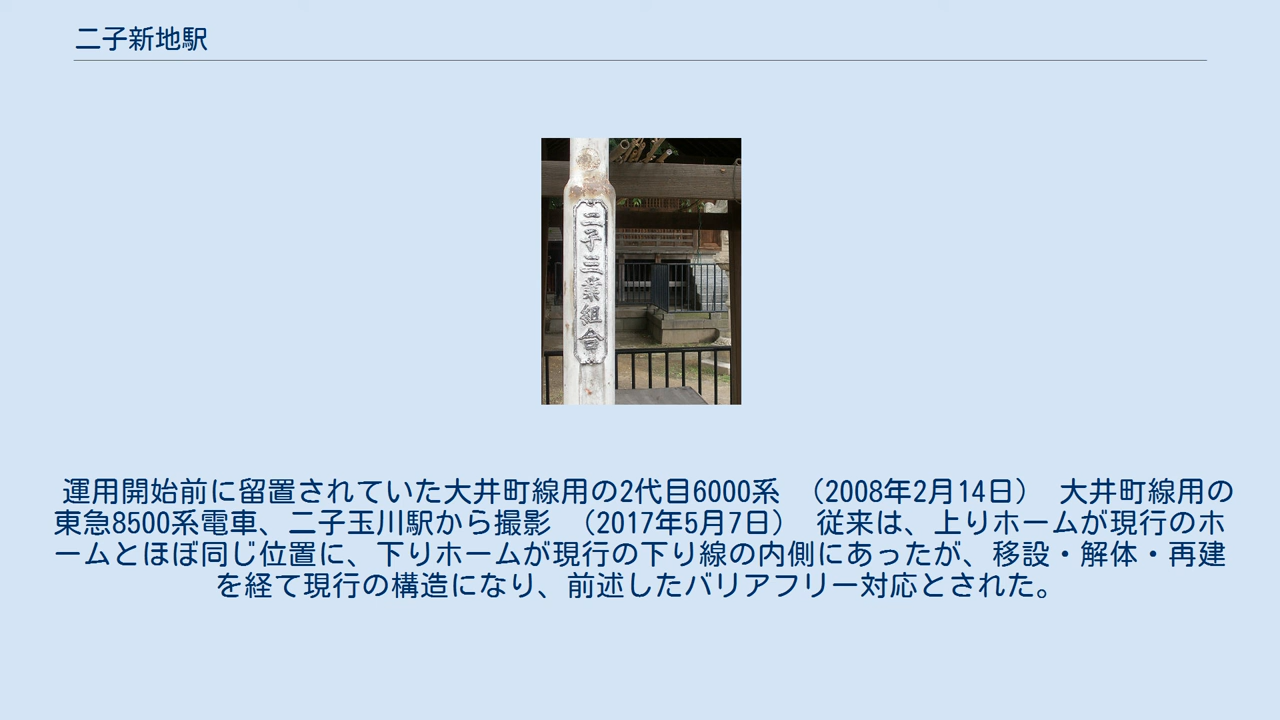 二子新地駅
二子三業組合
運用開始前に留置されていた大井町線用の2代目6000系 （2008年2月14日） 大井町線用の
東急8500系電車、二子玉川駅から撮影 （2017年5月7日） 従来は、上りホームが現行のホ
ームとほぼ同じ位置に、下りホームが現行の下り線の内側にあったが、移設・解体・再建
を経て現行の構造になり、前述したバリアフリー対応とされた。